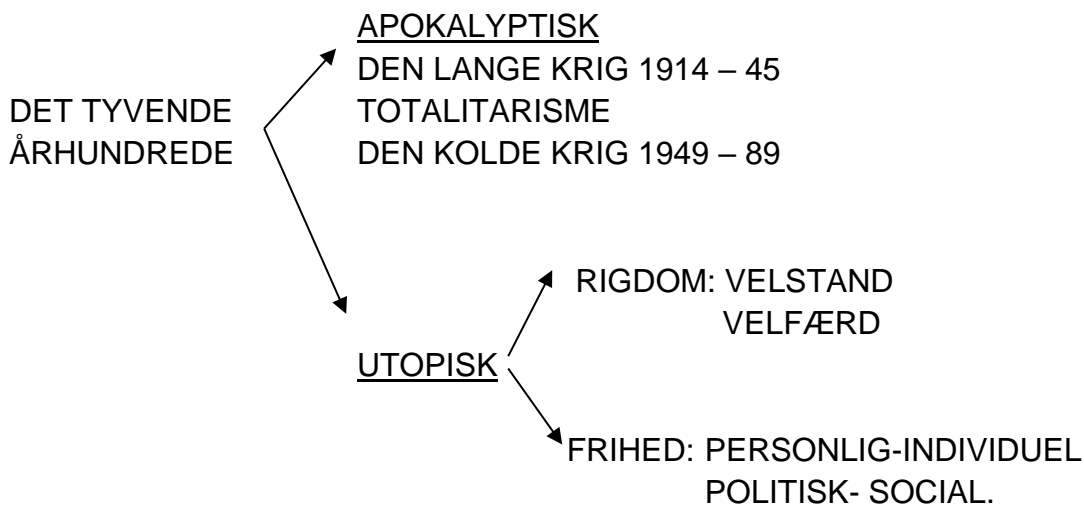 DET TYVENDE
ÅRHUNDREDE
APOKALYPTISK
DEN LANGE KRIG 1914 – 45
TOTALITARISME
DEN KOLDE KRIG 1949 – 89
UTOPISK
RIGDOM: VELSTAND
VELFÆRD
FRIHED: PERSONLIG-INDIVIDUEL
POLITISK- SOCIAL.